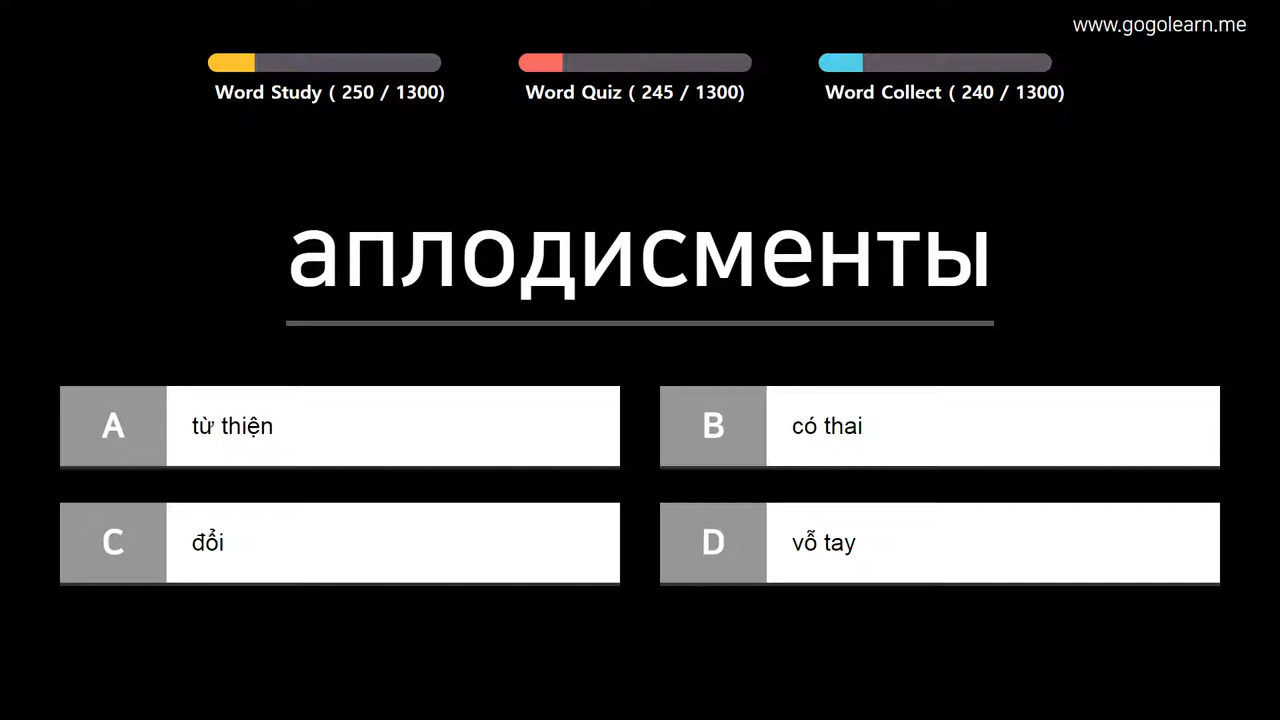 www.gogolearn.me
Word Study ( 250 / 1300)
Word Quiz ( 245 / 1300)
Word Collect ( 240 / 1300)
аплодисменты
A từ thiện
B có thai
C đổi
D vỗ tay